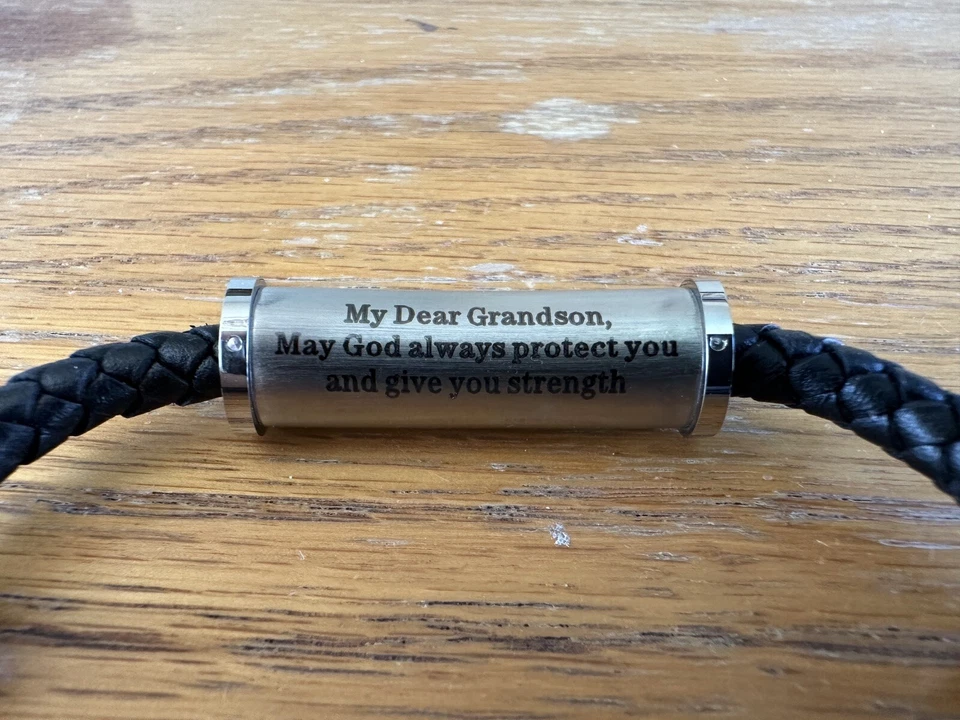 My Dear Grandson,
May God always protect you
and give you strength